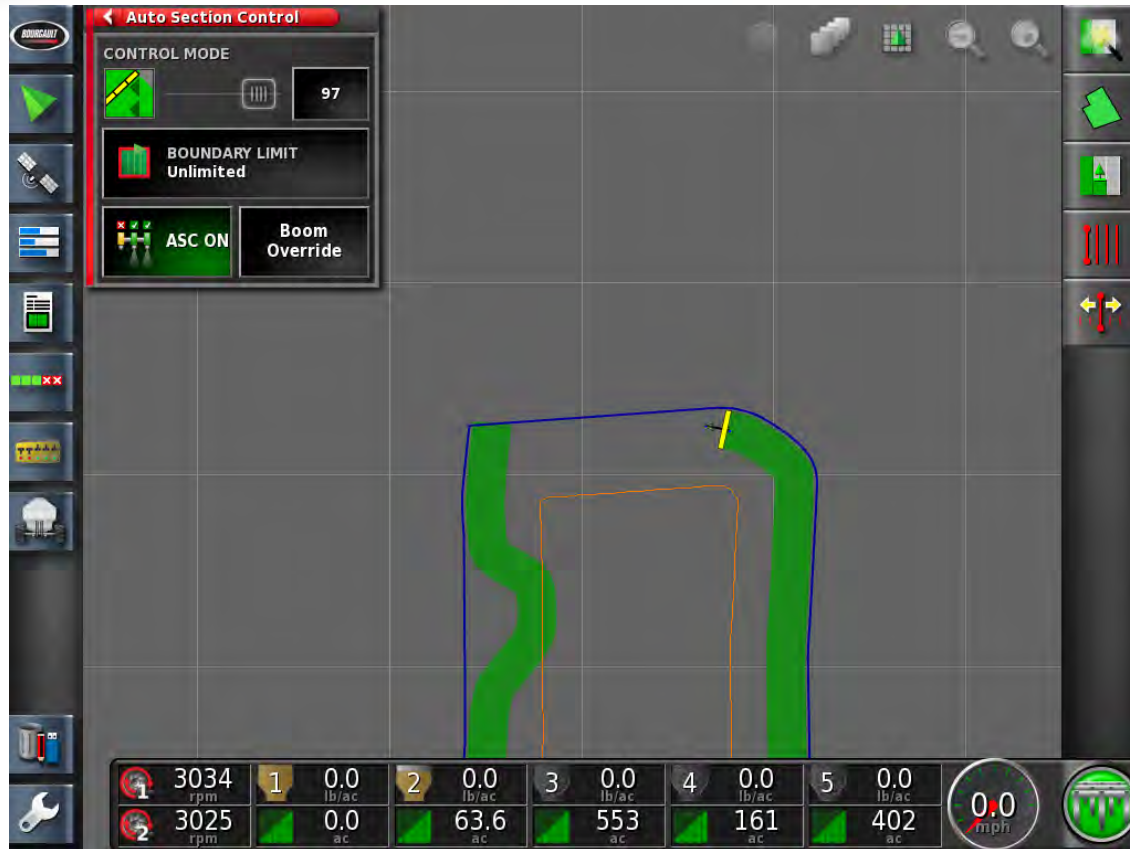 BOURGAULT
Auto Section Control
CONTROL MODE
97
BOUNDARY LIMIT
Unlimited
ASC ON
Boom
Override
1 3034 rpm
1 0.0 lb/ac
2 0.0 lb/ac
3 0.0 lb/ac
4 0.0 lb/ac
5 0.0 lb/ac
2 3025 rpm
0.0 ac
63.6 ac
553 ac
161 ac
402 ac
0.0
mph